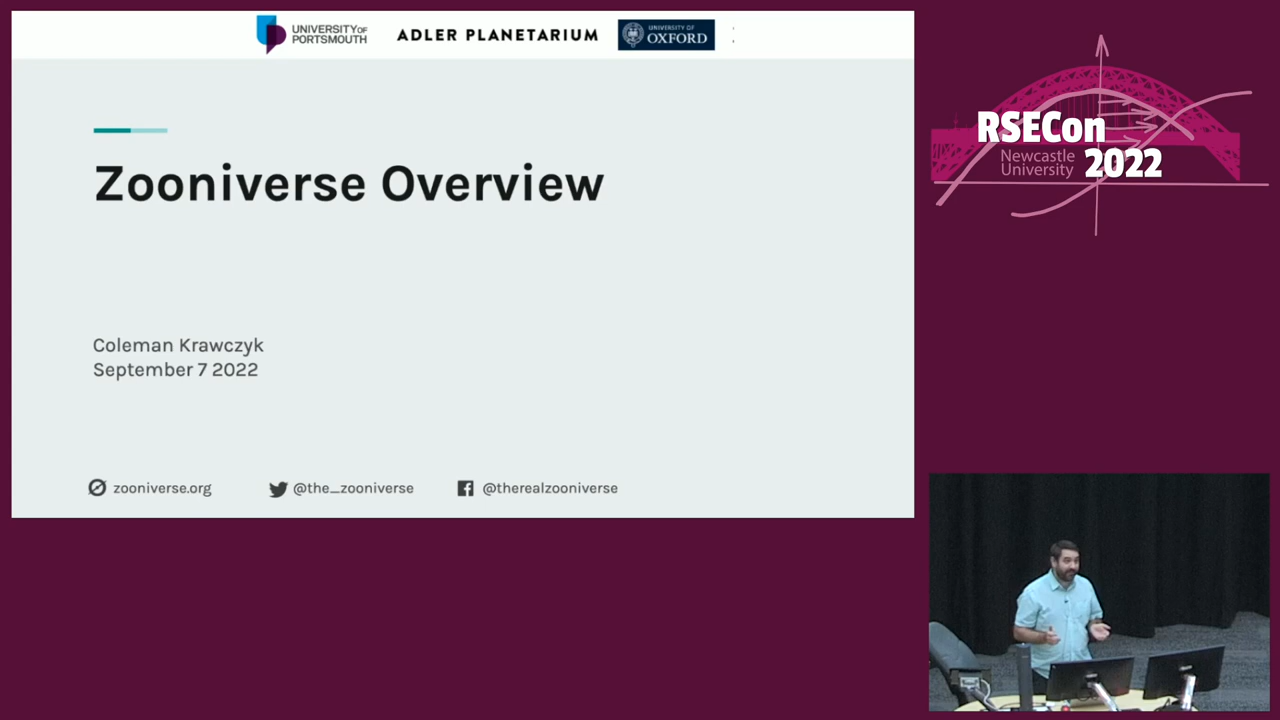 UNIVERSITY OF
PORTSMOUTH
ADLER PLANETARIUM
UNIVERSITY OF
OXFORD
Zooniverse Overview
Coleman Krawczyk
September 7 2022
zooniverse.org
@the_zooniverse
@therealzooniverse
RSECon
Newcastle
University
2022